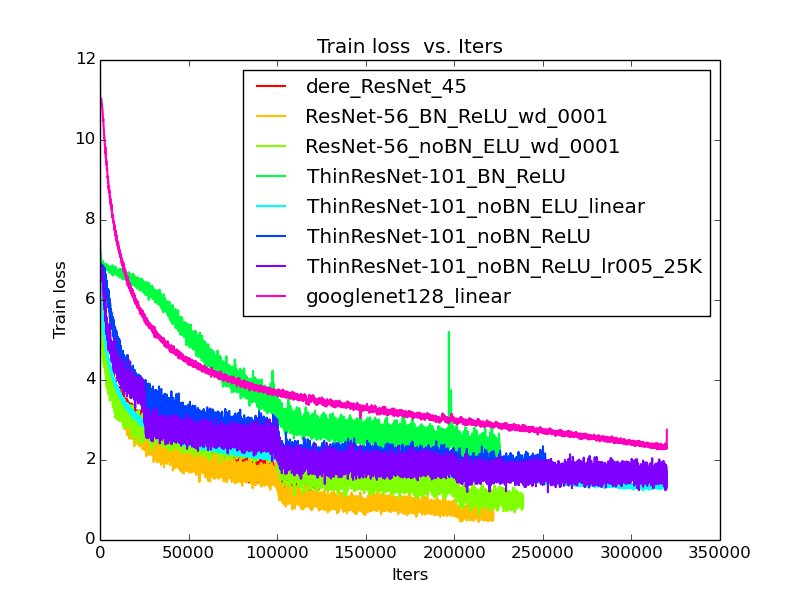 Train loss  vs. Iters
12
10
8
6
4
2
0
Train loss
dere_ResNet_45
ResNet-56_BN_ReLU_wd_0001
ResNet-56_noBN_ELU_wd_0001
ThinResNet-101_BN_ReLU
ThinResNet-101_noBN_ELU_linear
ThinResNet-101_noBN_ReLU
ThinResNet-101_noBN_ReLU_lr005_25K
googlenet128_linear
0 50000 100000 150000 200000 250000 300000 350000
Iters